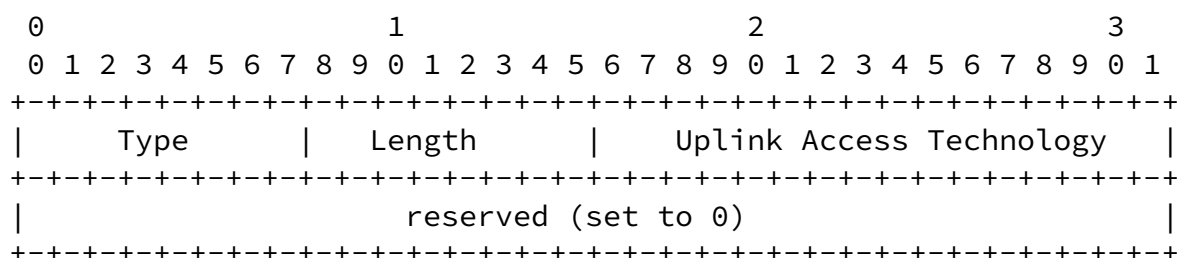 0                   1                   2                   3
 0 1 2 3 4 5 6 7 8 9 0 1 2 3 4 5 6 7 8 9 0 1 2 3 4 5 6 7 8 9 0 1
+-+-+-+-+-+-+-+-+-+-+-+-+-+-+-+-+-+-+-+-+-+-+-+-+-+-+-+-+-+-+-+-+
|     Type      |   Length      |    Uplink Access Technology   |
+-+-+-+-+-+-+-+-+-+-+-+-+-+-+-+-+-+-+-+-+-+-+-+-+-+-+-+-+-+-+-+-+
|                     reserved (set to 0)                       |
+-+-+-+-+-+-+-+-+-+-+-+-+-+-+-+-+-+-+-+-+-+-+-+-+-+-+-+-+-+-+-+-+